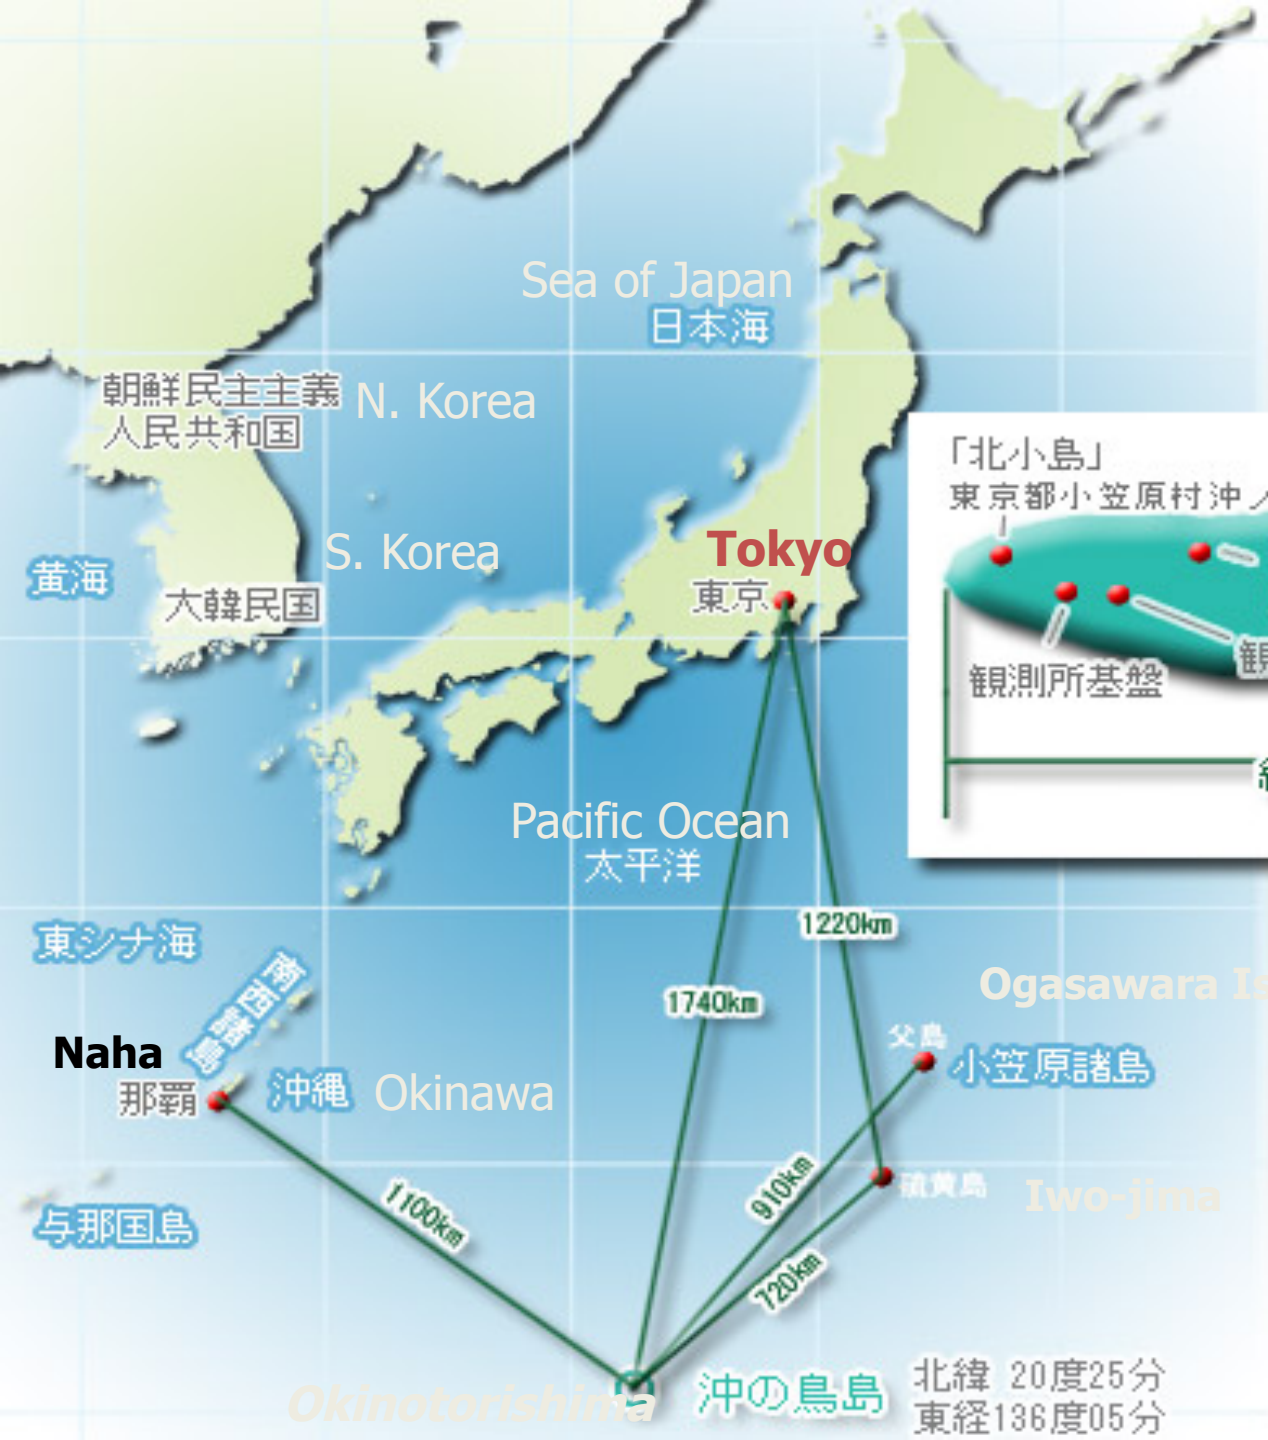 Sea of Japan
日本海
朝鮮民主主義
人民共和国
N. Korea
「北小島」
東京都小笠原村沖ノ
S. Korea
Tokyo
黄海
大韓民国
東京
観
観測所基盤
Pacific Ocean
太平洋
1220km
東シナ海
南西諸島
Ogasawara Is
1740km
父島
Naha
小笠原諸島
那覇
沖縄
Okinawa
910km
硫黄島
Iwo-jima
1100km
与那国島
720km
Okinotorishima
沖の鳥島
北緯 20度25分
東経136度05分